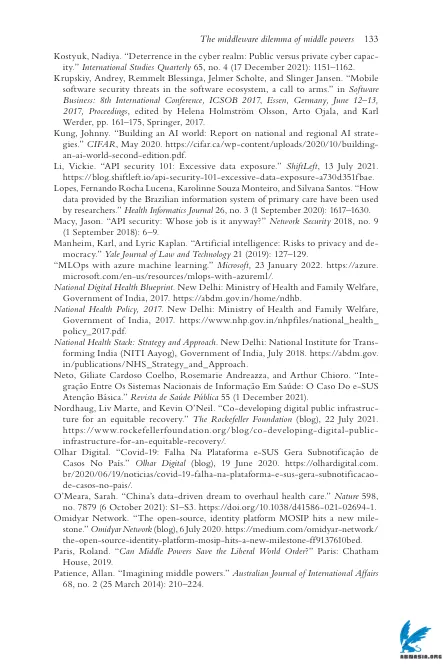 The middleware dilemma of middle powers 133
Kostyuk, Nadiya. “Deterrence in the cyber realm: Public versus private cyber capac-
ity.” International Studies Quarterly 65, no. 4 (17 December 2021): 1151–1162.
Krupskiy, Andrey, Remmelt Blessinga, Jelmer Scholte, and Slinger Jansen. “Mobile
software security threats in the software ecosystem, a call to arms.” in Software
Business: 8th International Conference, ICSOB 2017, Essen, Germany, June 12–13,
2017, Proceedings, edited by Helena Holmström Olsson, Arto Ojala, and Karl
Werder, pp. 161–175, Springer, 2017.
Kung, Johnny. “Building an AI world: Report on national and regional AI strate-
gies.” CIFAR, May 2020. https://cifar.ca/wp-content/uploads/2020/10/building-
an-ai-world-second-edition.pdf.
Li, Vickie. “API security 101: Excessive data exposure.” ShiftLeft, 13 July 2021.
https://blog.shiftleft.io/api-security-101-excessive-data-exposure-a730d351fbae.
Lopes, Fernando Rocha Lucena, Karolinne Souza Monteiro, and Silvana Santos. “How
data provided by the Brazilian information system of primary care have been used
by researchers.” Health Informatics Journal 26, no. 3 (1 September 2020): 1617–1630.
Macy, Jason. “API security: Whose job is it anyway?” Network Security 2018, no. 9
(1 September 2018): 6–9.
Manheim, Karl, and Lyric Kaplan. “Artificial intelligence: Risks to privacy and de-
mocracy.” Yale Journal of Law and Technology 21 (2019): 127–129.
“MLOps with azure machine learning.” Microsoft, 23 January 2022. https://azure.
microsoft.com/en-us/resources/mlops-with-azureml/.
National Digital Health Blueprint. New Delhi: Ministry of Health and Family Welfare,
Government of India, 2017. https://abdm.gov.in/home/ndhb.
National Health Policy, 2017. New Delhi: Ministry of Health and Family Welfare,
Government of India, 2017. https://www.nhp.gov.in/nhpfiles/national_health_
policy_2017.pdf.
National Health Stack: Strategy and Approach. New Delhi: National Institute for Trans-
forming India (NITI Aayog), Government of India, July 2018. https://abdm.gov.
in/publications/NHS_Strategy_and_Approach.
Neto, Giliate Cardoso Coelho, Rosemarie Andreazza, and Arthur Chioro. “Inte-
gração Entre Os Sistemas Nacionais de Informação Em Saúde: O Caso Do e-SUS
Atenção Básica.” Revista de Saúde Pública 55 (1 December 2021).
Nordhaug, Liv Marte, and Kevin O’Neil. “Co-developing digital public infrastruc-
ture for an equitable recovery.” The Rockefeller Foundation (blog), 22 July 2021.
https://www.rockefellerfoundation.org/blog/co-developing-digital-public-
infrastructure-for-an-equitable-recovery/.
Olhar Digital. “Covid-19: Falha Na Plataforma e-SUS Gera Subnotificação de
Casos No País.” Olhar Digital (blog), 19 June 2020. https://olhardigital.com.
br/2020/06/19/noticias/covid-19-falha-na-plataforma-e-sus-gera-subnotificacao-
de-casos-no-pais/.
O’Meara, Sarah. “China’s data-driven dream to overhaul health care.” Nature 598,
no. 7879 (6 October 2021): S1–S3. https://doi.org/10.1038/d41586-021-02694-1.
Omidyar Network. “The open-source, identity platform MOSIP hits a new mile-
stone.” Omidyar Network (blog), 6 July 2020. https://medium.com/omidyar-network/
the-open-source-identity-platform-mosip-hits-a-new-milestone-ff9137610bed.
Paris, Roland. “Can Middle Powers Save the Liberal World Order?” Paris: Chatham
House, 2019.
Patience, Allan. “Imagining middle powers.” Australian Journal of International Affairs
68, no. 2 (25 March 2014): 210–224.